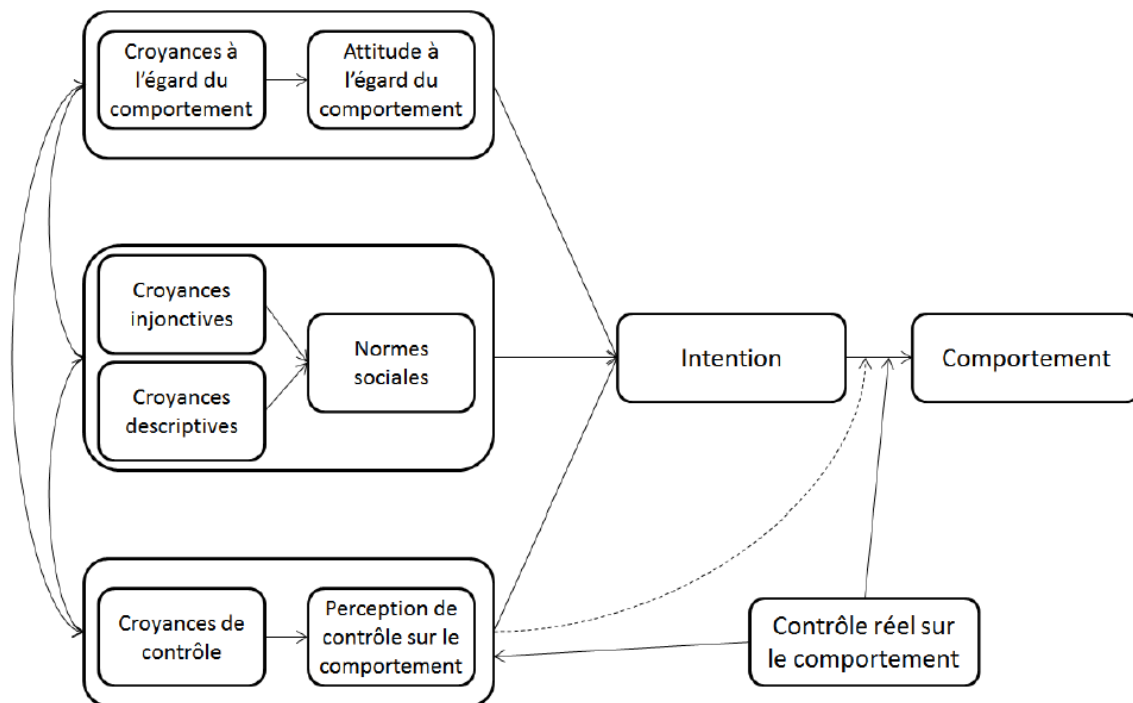 Croyances à
l'égard du
comportement
Attitude à
l'égard du
comportement
Croyances
injonctives
Croyances
descriptives
Normes
sociales
Intention
Comportement
Croyances de
contrôle
Perception de
contrôle sur le
comportement
Contrôle réel sur
le comportement